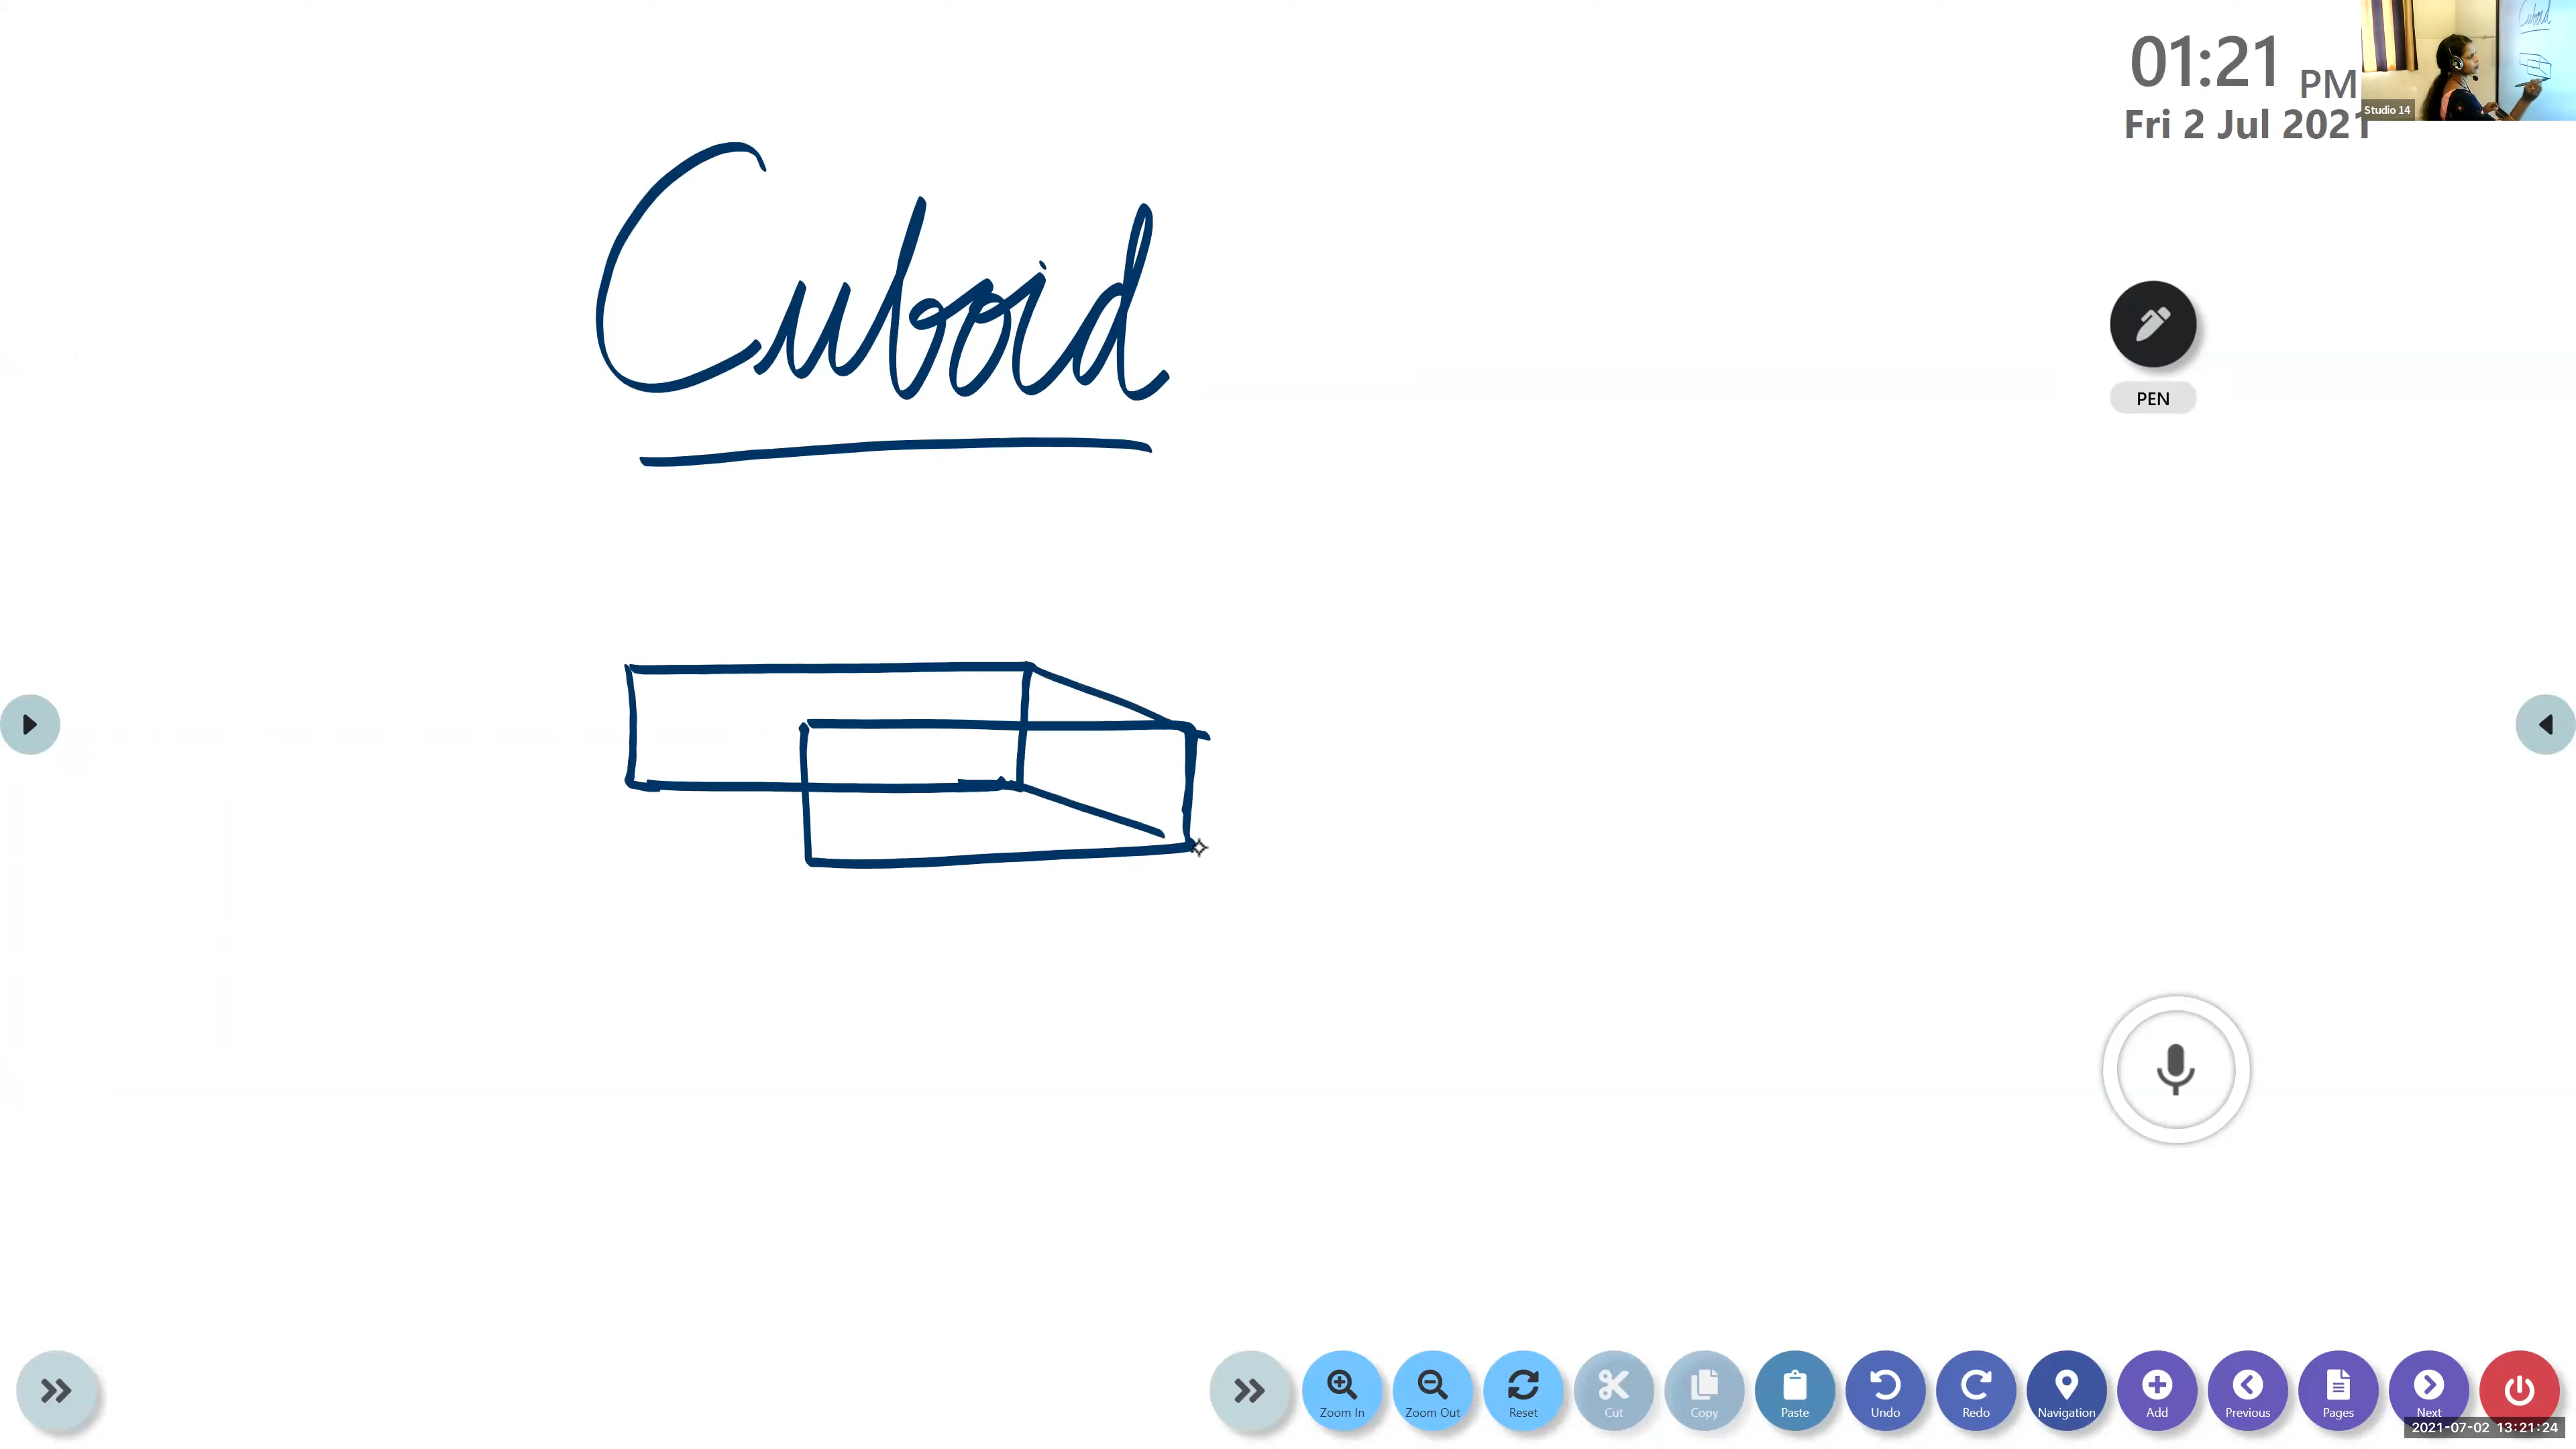 01:21 PM
Fri 2 Jul 2021
Studio 14
Cuboid
Cuboid
PEN
Zoom In
Zoom Out
Reset
Cut
Copy
Paste
Undo
Redo
Navigation
Add
Previous
Pages
Next
2021-07-02 13:21:24